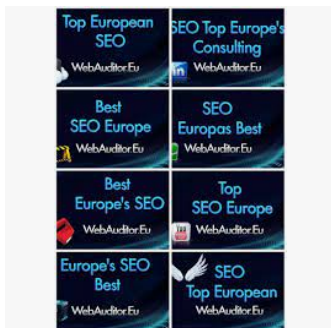 Top European
SEO
WebAuditor.Eu
SEO Top Europe's
Consulting
in
WebAuditor.Eu
Best
SEO Europe
WebAuditor.Eu
SEO
Europas Best
WebAuditor.Eu
Best
Europe's SEO
WebAuditor.Eu
Top
SEO Europe
You
WebAuditor.Eu
Europe's SEO
Best
WebAuditor.Eu
SEO
Top European
WebAuditor.Eu